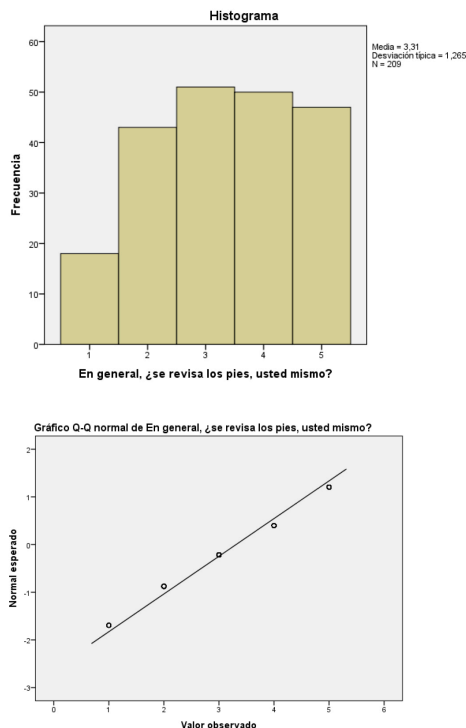 Histograma
Media = 3,31
Desviación típica = 1,265
N = 209
60
50
40
30
20
10
0
Frecuencia
1 2 3 4 5
En general, ¿se revisa los pies, usted mismo?
Gráfico Q-Q normal de En general, ¿se revisa los pies, usted mismo?
2
1
0
-1
-2
-3
Normal esperado
0 1 2 3 4 5 6
Valor observado